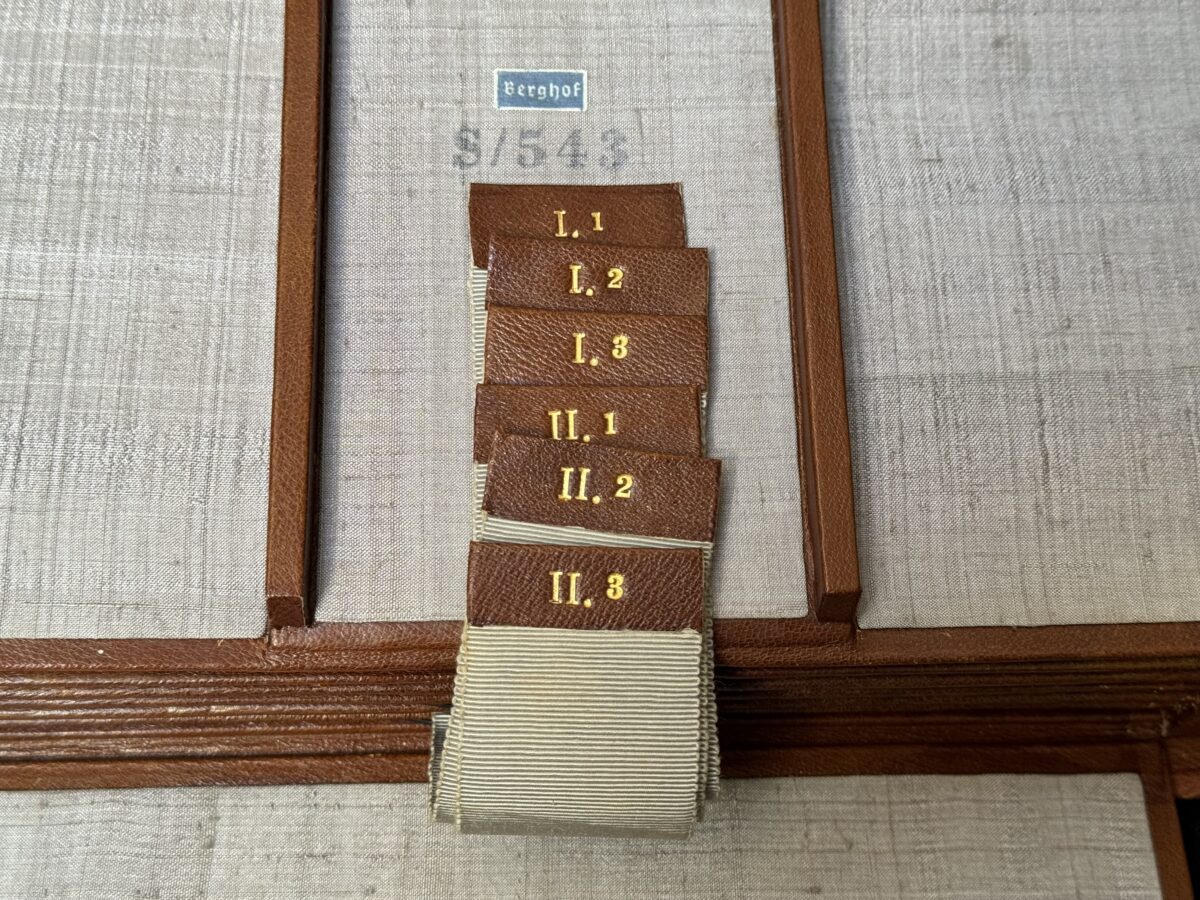 Berghof
S/543
I. 1
I. 2
I. 3
II. 1
II. 2
II. 3